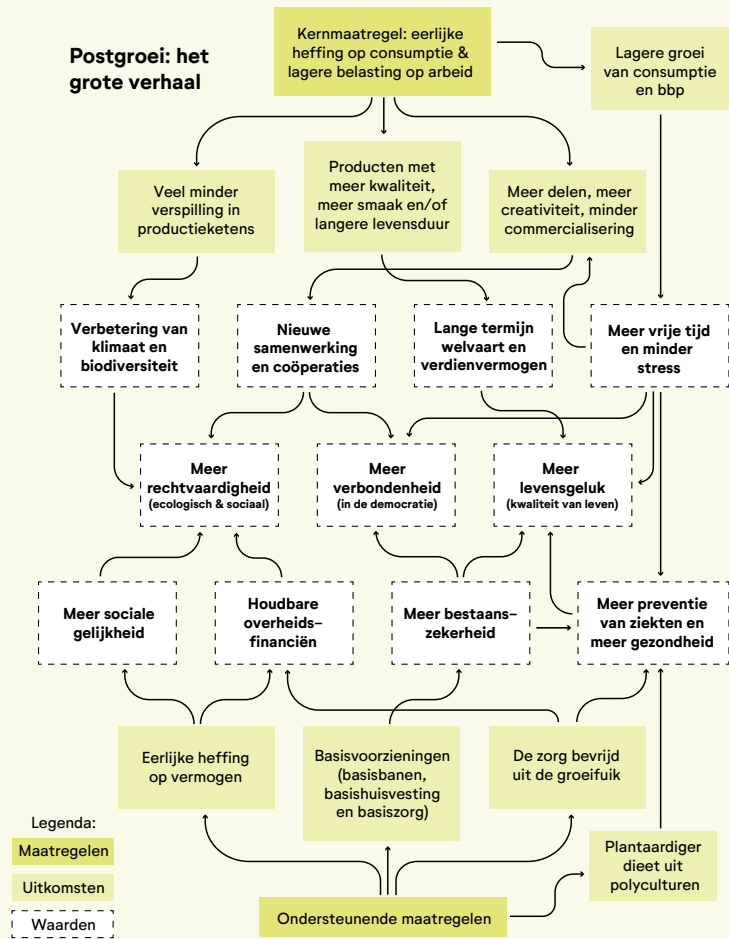 Postgroei: het
grote verhaal
Kernmaatregel: eerlijke
heffing op consumptie &
lagere belasting op arbeid
Lagere groei
van consumptie
en bbp
Veel minder
verspilling in
productieketens
Producten met
meer kwaliteit,
meer smaak en/of
langere levensduur
Meer delen, meer
creativiteit, minder
commercialisering
Verbetering van
klimaat en
biodiversiteit
Nieuwe
samenwerking
en coöperaties
Lange termijn
welvaart en
verdienvermogen
Meer vrije tijd
en minder
stress
Meer
rechtvaardigheid
(ecologisch & sociaal)
Meer
verbondenheid
(in de democratie)
Meer
levensgeluk
(kwaliteit van leven)
Meer sociale
gelijkheid
Houdbare
overheids-
financiën
Meer bestaans-
zekerheid
Meer preventie
van ziekten en
meer gezondheid
Eerlijke heffing
op vermogen
Basisvoorzieningen
(basisbanen,
basishuisvesting
en basiszorg)
De zorg bevrijd
uit de groeifuik
Plantaardiger
dieet uit
polyculturen
Legenda:
Maatregelen
Uitkomsten
Waarden
Ondersteunende maatregelen